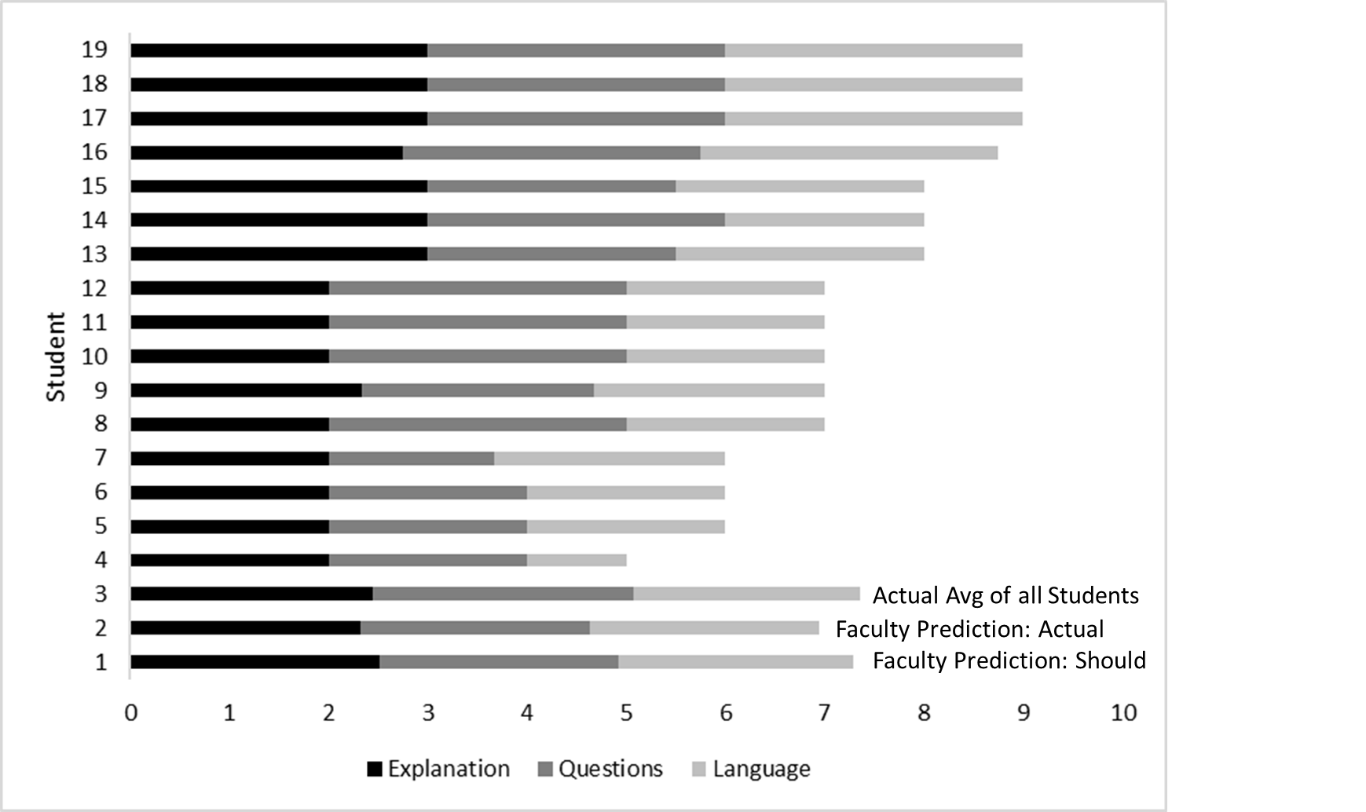 Student
19
18
17
16
15
14
13
12
11
10
9
8
7
6
5
4
3 Actual Avg of all Students
2 Faculty Prediction: Actual
1 Faculty Prediction: Should
0 1 2 3 4 5 6 7 8 9 10
Explanation Questions Language